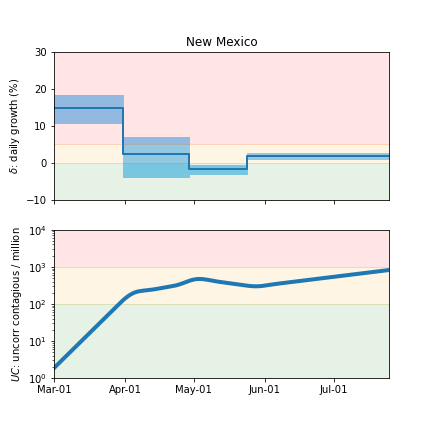 New Mexico
30
20
10
0
−10
δ: daily growth (%)
10⁴
10³
10²
10¹
10⁰
UC: uncorr contagious / million
Mar-01 Apr-01 May-01 Jun-01 Jul-01